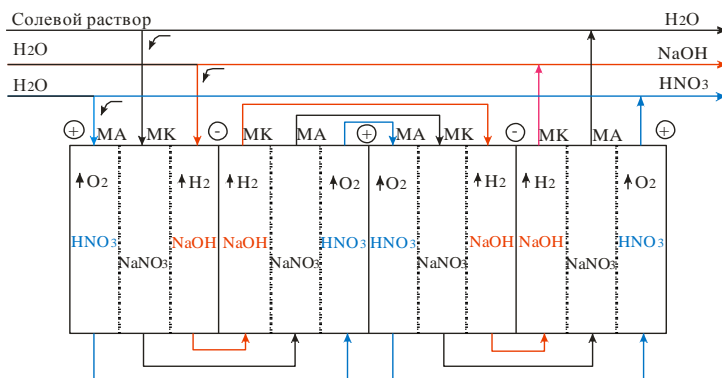 Солевой раствор H2O
H2O NaOH
H2O HNO3
+ MA MK - MK MA + MA MK - MK MA +
O2 H2 H2 O2 O2 H2 H2 O2
HNO3 NaOH NaOH HNO3 HNO3 NaOH NaOH HNO3
NaNO3 NaNO3 NaNO3 NaNO3